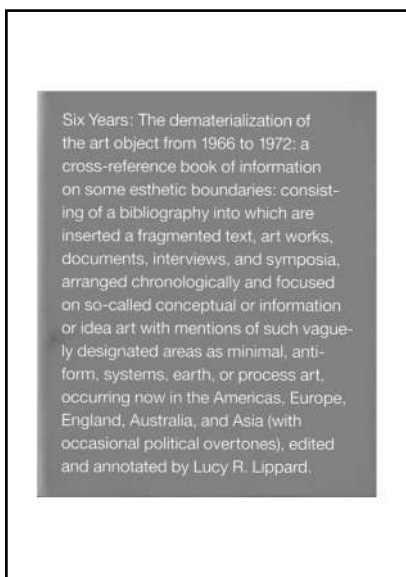 Six Years: The dematerialization of
the art object from 1966 to 1972: a
cross-reference book of information
on some esthetic boundaries: consist-
ing of a bibliography into which are
inserted a fragmented text, art works,
documents, interviews, and symposia,
arranged chronologically and focused
on so-called conceptual or information
or idea art with mentions of such vague-
ly designated areas as minimal, anti-
form, systems, earth, or process art,
occurring now in the Americas, Europe,
England, Australia, and Asia (with
occasional political overtones), edited
and annotated by Lucy R. Lippard.